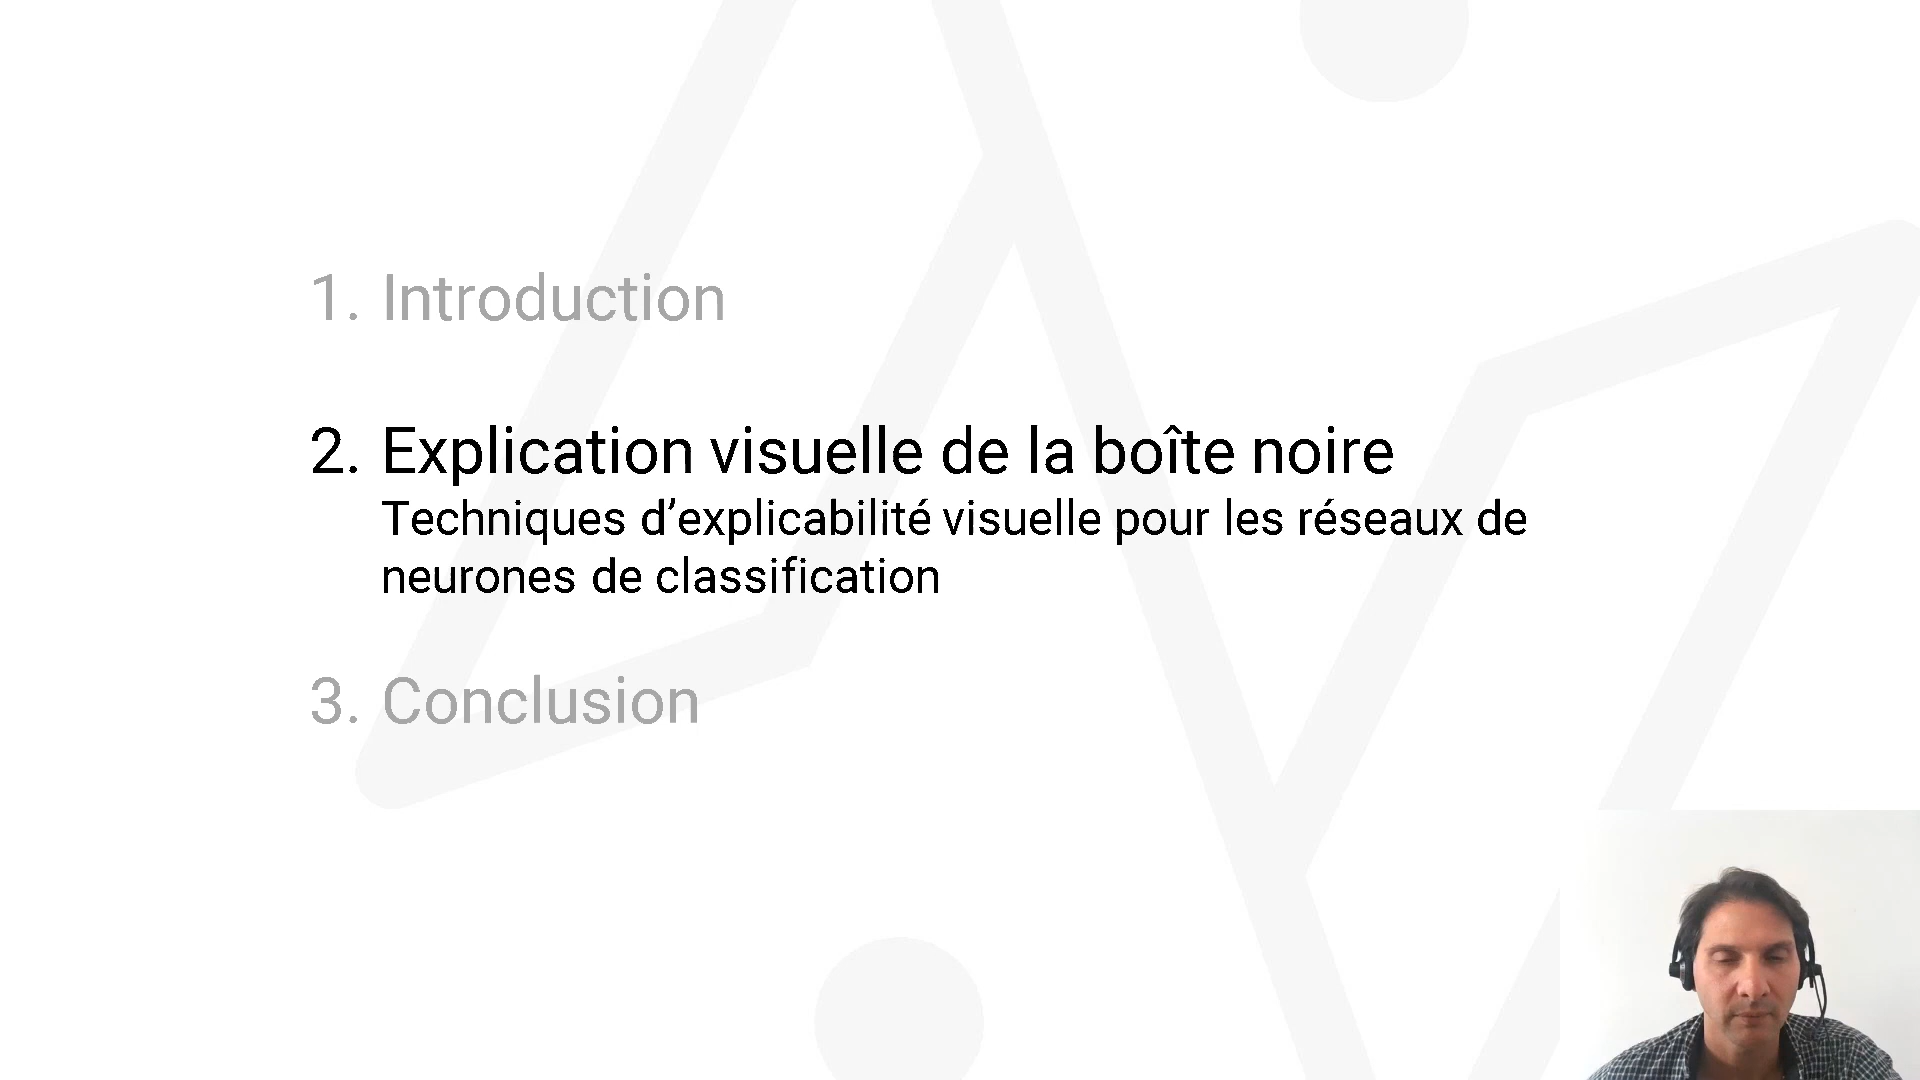 1. Introduction
2. Explication visuelle de la boîte noire
Techniques d’explicabilité visuelle pour les réseaux de
neurones de classification
3. Conclusion